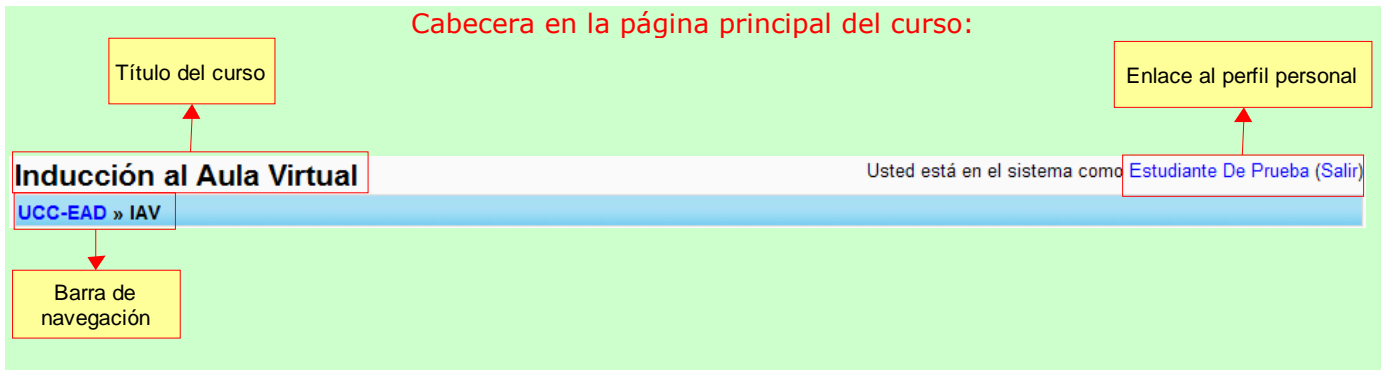 Cabecera en la página principal del curso:
Título del curso
Enlace al perfil personal
Inducción al Aula Virtual
Usted está en el sistema como Estudiante De Prueba (Salir)
UCC-EAD » IAV
Barra de
navegación